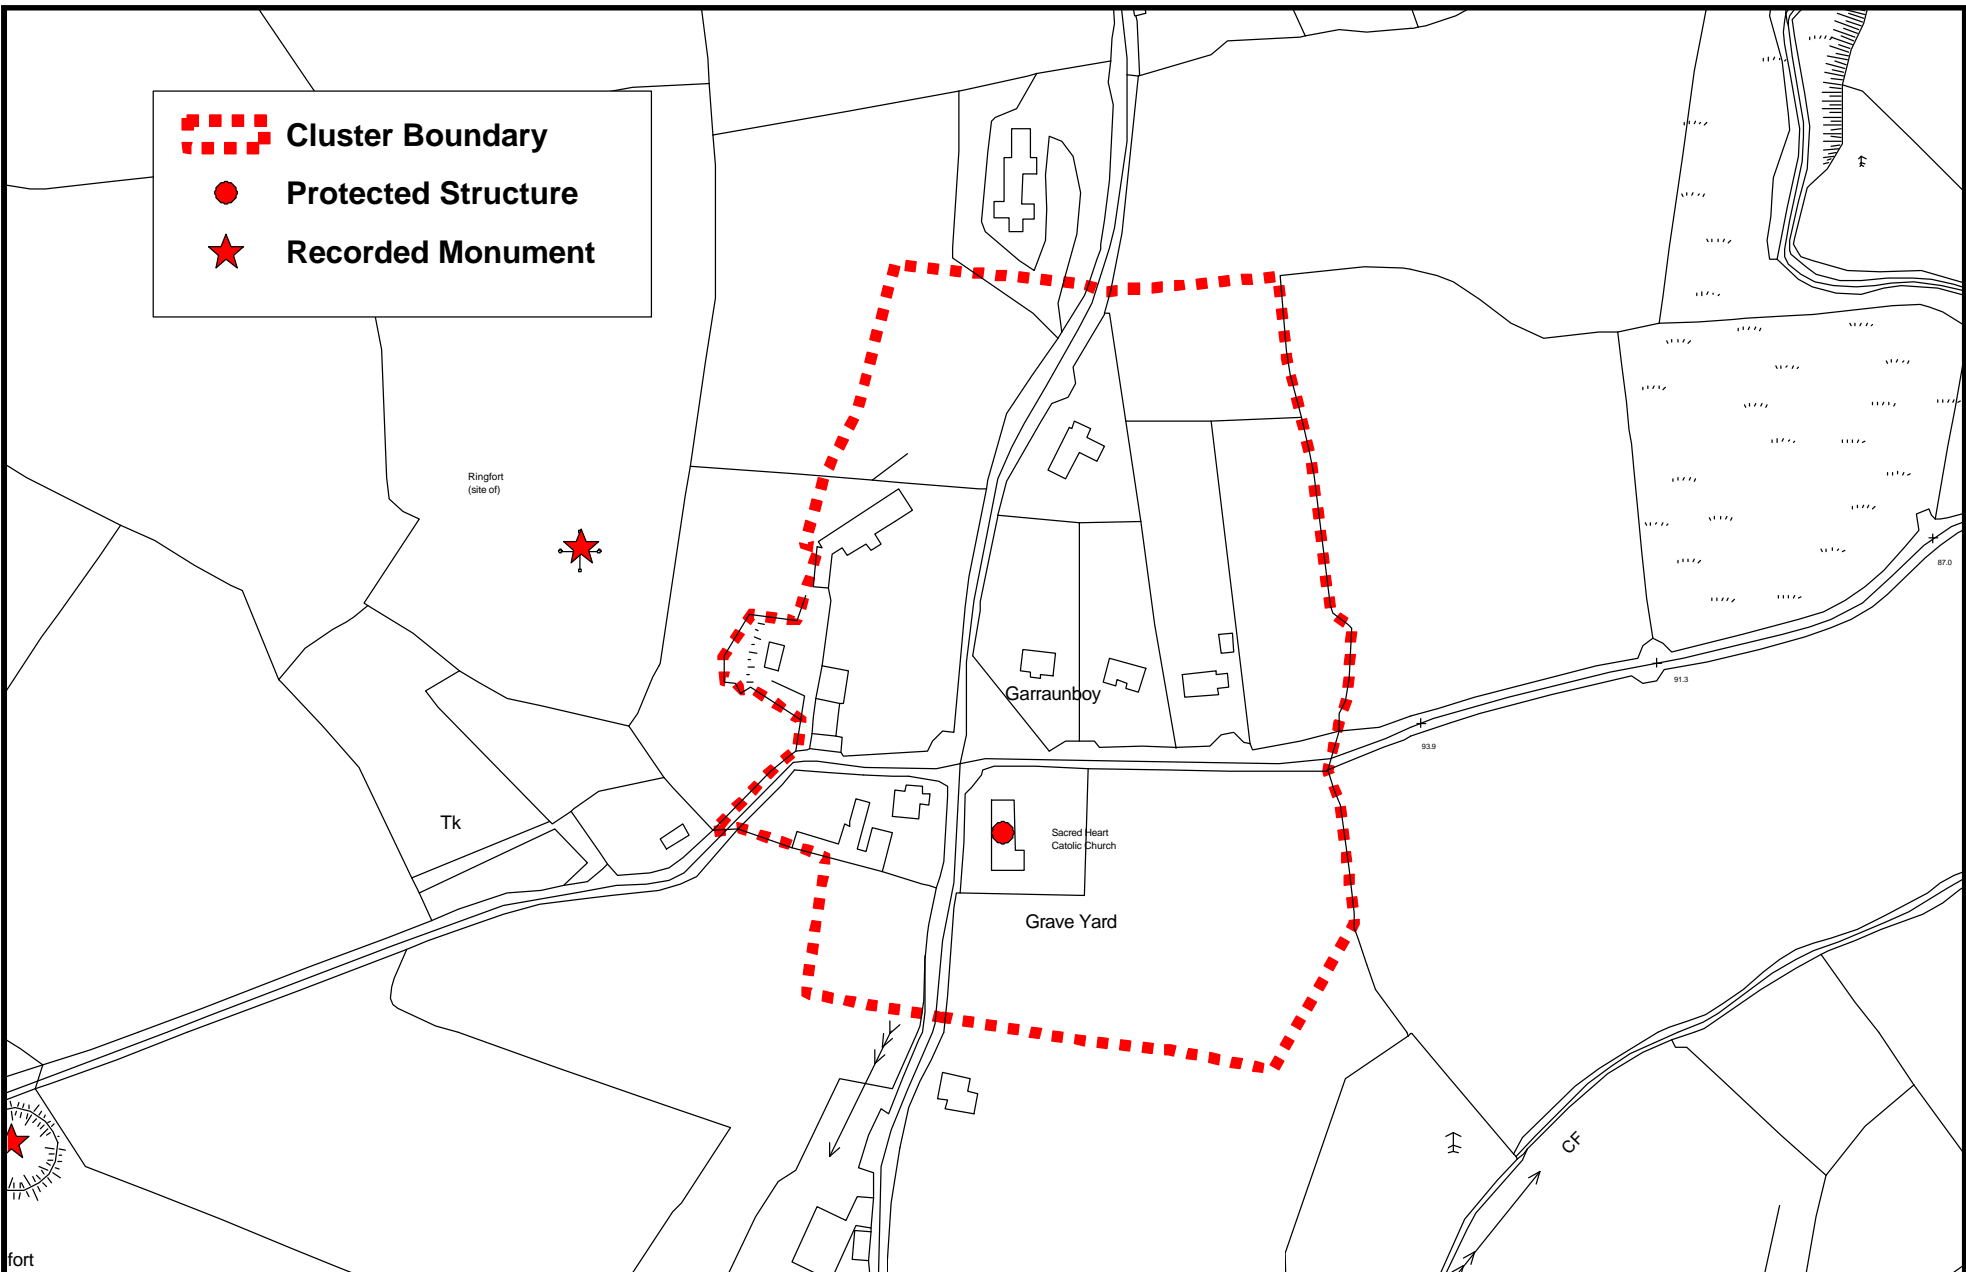 Cluster Boundary
Protected Structure
Recorded Monument
Ringfort
(site of)
87.0
91.3
Garraunboy
93.9
Tk
Sacred Heart
Catolic Church
Grave Yard
CF
fort